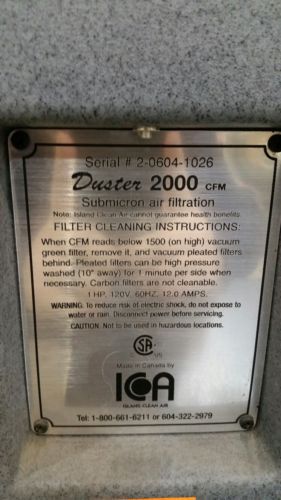 Serial # 2-0604-1026
Duster 2000 CFM
Submicron air filtration
Note: Island Clean Air cannot guarantee health benefits.
FILTER CLEANING INSTRUCTIONS:
When CFM reads below 1500 (on high) vacuum
green filter, remove it, and vacuum pleated filters
behind. Pleated filters can be high pressure
washed (10" away) for 1 minute per side when
necessary. Carbon filters are not cleanable.
1 HP, 120V, 60HZ, 12.0 AMPS.
WARNING: To reduce risk of electric shock, do not expose to
water or rain. Disconnect power before servicing.
CAUTION: Not to be used in hazardous locations.
SA
US
Made in Canada by
ICA
ISLAND CLEAN AIR
Tel: 1-800-661-6211 or 604-322-2979